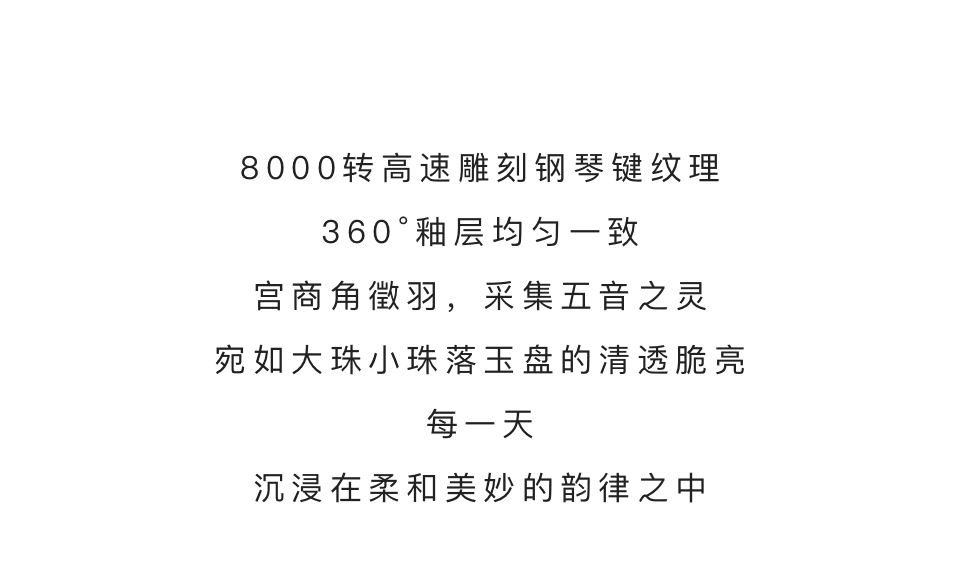 8000转高速雕刻钢琴键纹理
360°釉层均匀一致
宫商角徵羽，采集五音之灵
宛如大珠小珠落玉盘的清透脆亮
每一天
沉浸在柔和美妙的韵律之中